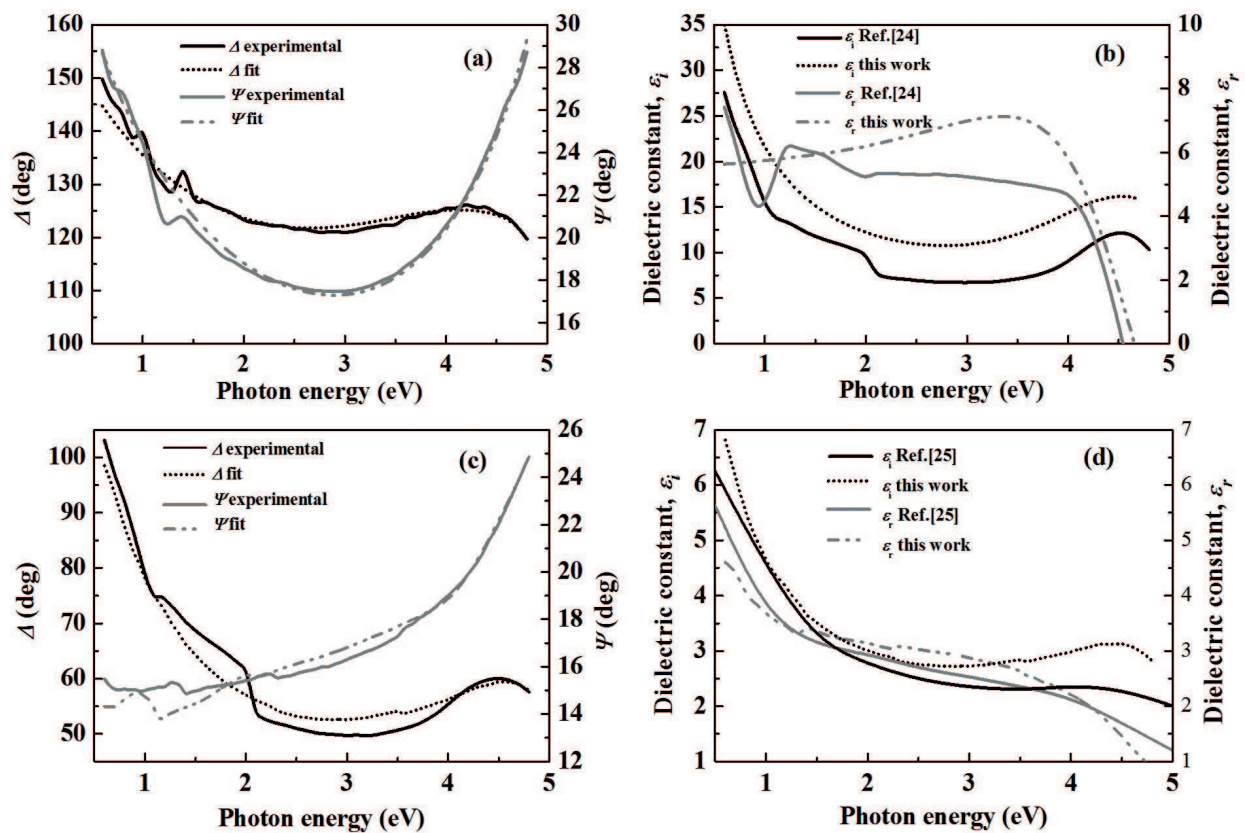 (a)
Δ experimental
Δ fit
Ψ experimental
Ψ fit
160
150
140
130
120
110
100
30
28
26
24
22
20
18
16
1 2 3 4 5
Δ (deg)
Ψ (deg)
Photon energy (eV)
(b)
εi Ref.[24]
εi this work
εr Ref.[24]
εr this work
35
30
25
20
15
10
5
0
10
8
6
4
2
0
1 2 3 4 5
Dielectric constant, εi
Dielectric constant, εr
Photon energy (eV)
(c)
Δ experimental
Δ fit
Ψ experimental
Ψ fit
100
90
80
70
60
50
26
24
22
20
18
16
14
12
1 2 3 4 5
Δ (deg)
Ψ (deg)
Photon energy (eV)
(d)
εi Ref.[25]
εi this work
εr Ref.[25]
εr this work
7
6
5
4
3
2
1
7
6
5
4
3
2
1
1 2 3 4 5
Dielectric constant, εi
Dielectric constant, εr
Photon energy (eV)